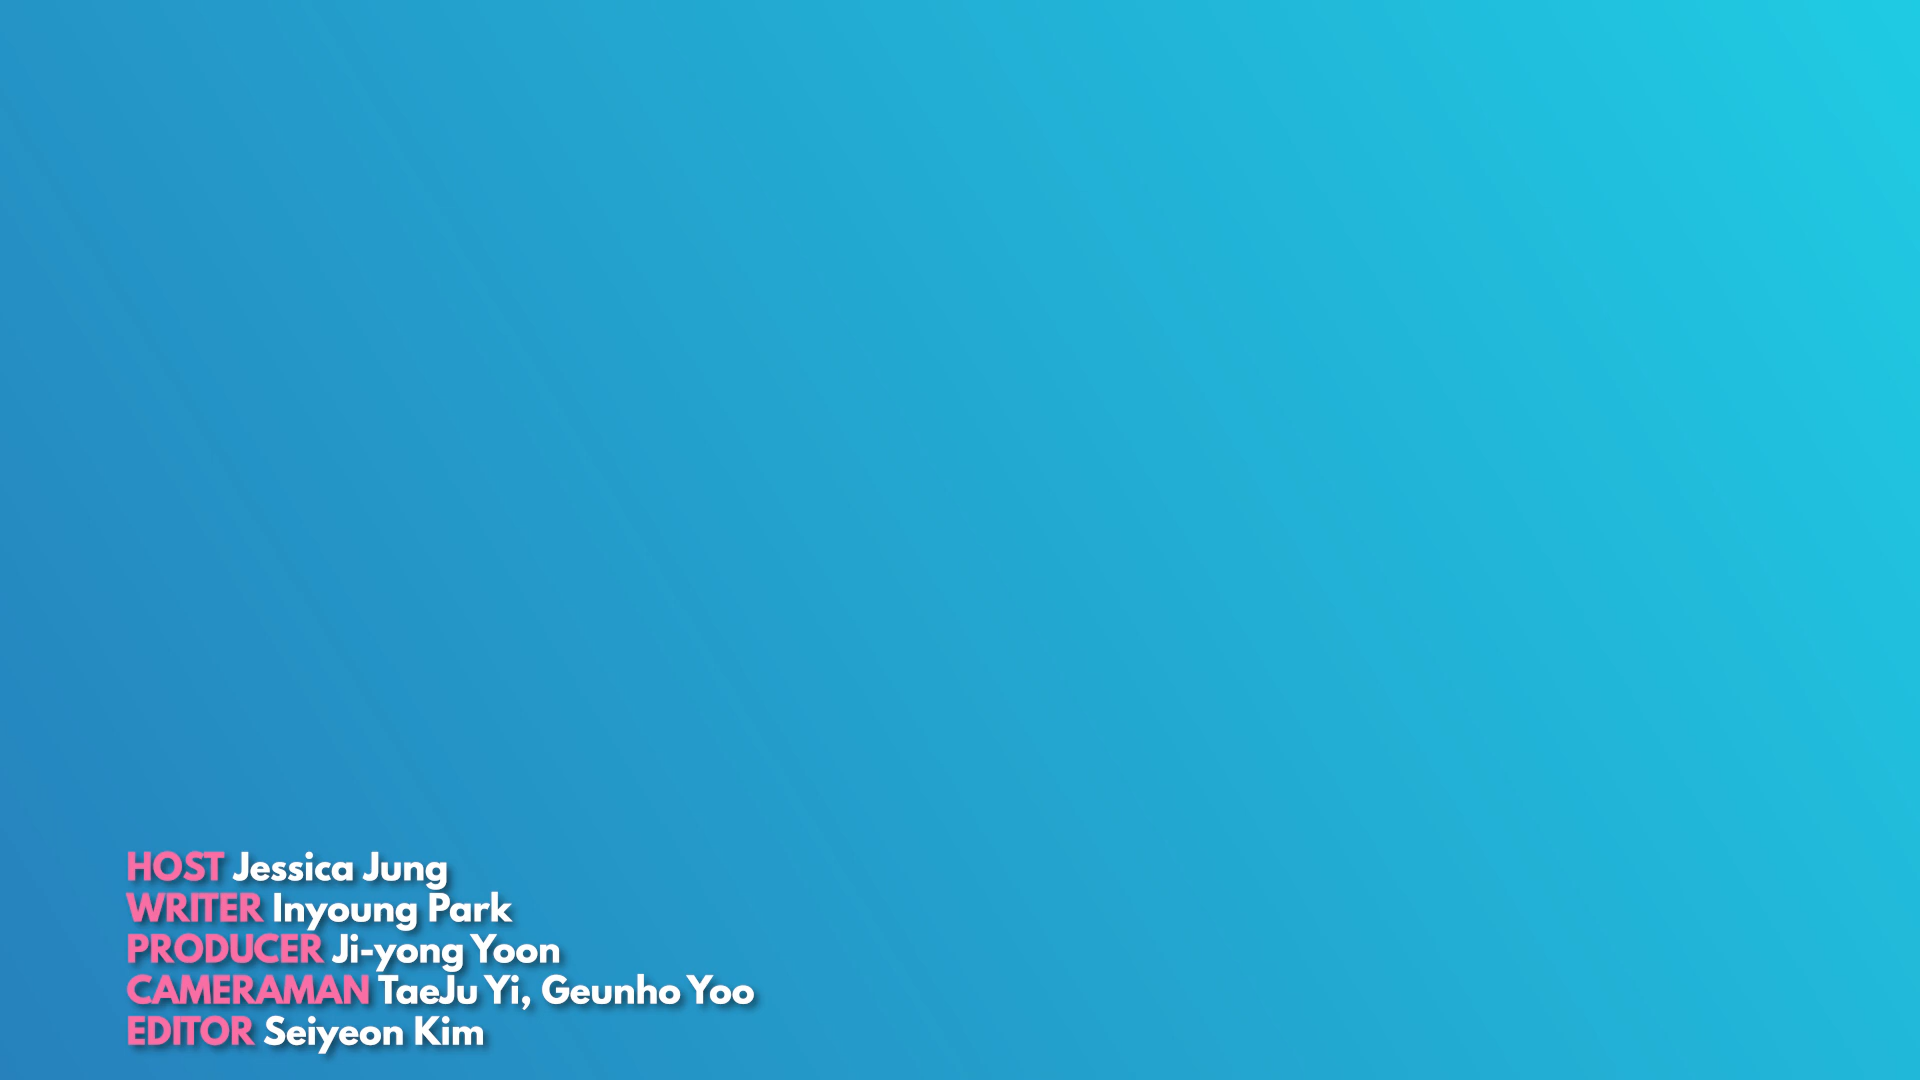 HOST Jessica Jung
WRITER Inyoung Park
PRODUCER Ji-yong Yoon
CAMERAMAN TaeJu Yi, Geunho Yoo
EDITOR Seiyeon Kim